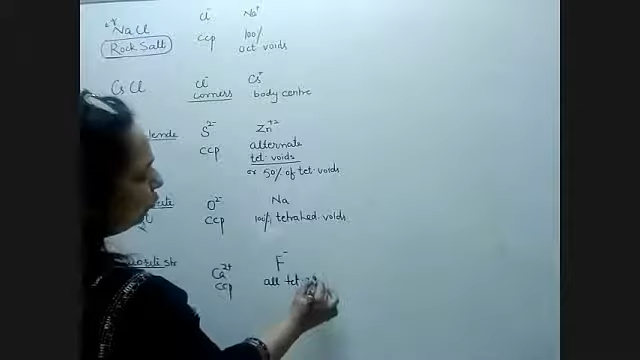 NaCl Cl⁻ Na⁺
Rock Salt ccp 100%
oct voids
CsCl Cl⁻ Cs⁺
corners body centre
lende S²⁻ Zn⁺²
ccp alternate
tet. voids
or 50% of tet. voids
O²⁻ Na
ccp 100% tetrahed. voids
Ca²⁺ F⁻
ccp all tet.